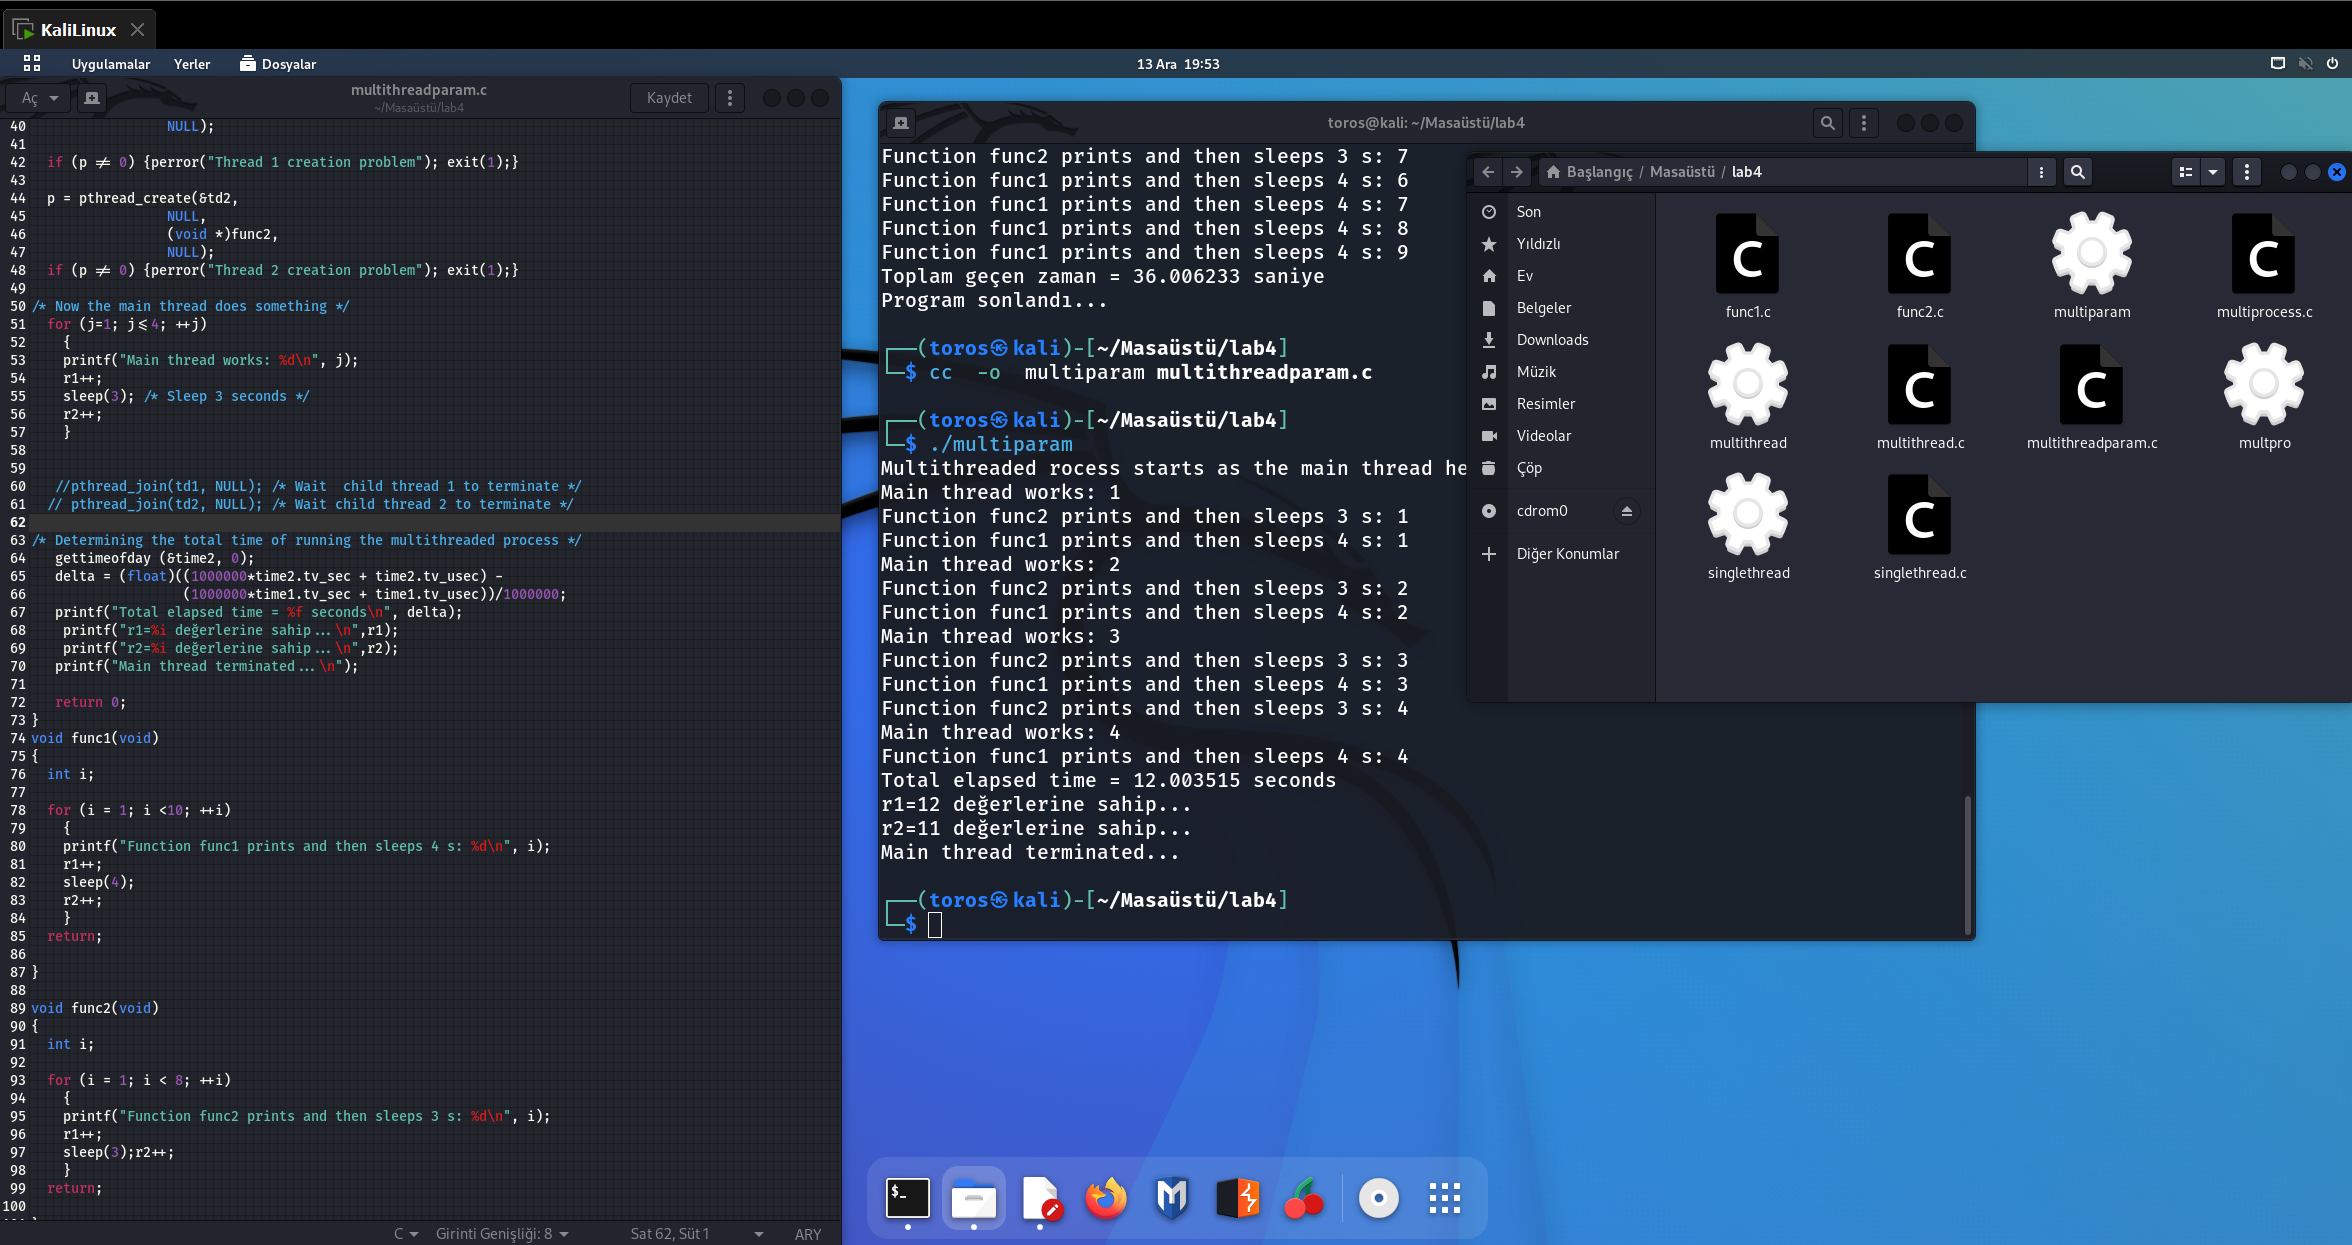 KaliLinux
Uygulamalar Yerler Dosyalar 13 Ara 19:53
Aç multithreadparam.c Kaydet
~/Masaüstü/lab4
40 NULL);
41
42 if (p ≠ 0) {perror("Thread 1 creation problem"); exit(1);}
43
44 p = pthread_create(&td2,
45 NULL,
46 (void *)func2,
47 NULL);
48 if (p ≠ 0) {perror("Thread 2 creation problem"); exit(1);}
49
50 /* Now the main thread does something */
51 for (j=1; j≤4; ++j)
52 {
53 printf("Main thread works: %d\n", j);
54 r1++;
55 sleep(3); /* Sleep 3 seconds */
56 r2++;
57 }
58
59
60 //pthread_join(td1, NULL); /* Wait  child thread 1 to terminate */
61 // pthread_join(td2, NULL); /* Wait child thread 2 to terminate */
62
63 /* Determining the total time of running the multithreaded process */
64 gettimeofday (&time2, 0);
65 delta = (float)((1000000*time2.tv_sec + time2.tv_usec) -
66 (1000000*time1.tv_sec + time1.tv_usec))/1000000;
67 printf("Total elapsed time = %f seconds\n", delta);
68 printf("r1=%i değerlerine sahip...\n",r1);
69 printf("r2=%i değerlerine sahip...\n",r2);
70 printf("Main thread terminated...\n");
71
72 return 0;
73 }
74 void func1(void)
75 {
76 int i;
77
78 for (i = 1; i <10; ++i)
79 {
80 printf("Function func1 prints and then sleeps 4 s: %d\n", i);
81 r1++;
82 sleep(4);
83 r2++;
84 }
85 return;
86
87 }
88
89 void func2(void)
90 {
91 int i;
92
93 for (i = 1; i < 8; ++i)
94 {
95 printf("Function func2 prints and then sleeps 3 s: %d\n", i);
96 r1++;
97 sleep(3);r2++;
98 }
99 return;
100
C Girinti Genişliği: 8 Sat 62, Süt 1 ARY
toros@kali: ~/Masaüstü/lab4
Function func2 prints and then sleeps 3 s: 7
Function func1 prints and then sleeps 4 s: 6
Function func1 prints and then sleeps 4 s: 7
Function func1 prints and then sleeps 4 s: 8
Function func1 prints and then sleeps 4 s: 9
Toplam geçen zaman = 36.006233 saniye
Program sonlandı...
┌──(toros㉿kali)-[~/Masaüstü/lab4]
└─$ cc  -o  multiparam multithreadparam.c
┌──(toros㉿kali)-[~/Masaüstü/lab4]
└─$ ./multiparam
Multithreaded rocess starts as the main thread he
Main thread works: 1
Function func2 prints and then sleeps 3 s: 1
Function func1 prints and then sleeps 4 s: 1
Main thread works: 2
Function func2 prints and then sleeps 3 s: 2
Function func1 prints and then sleeps 4 s: 2
Main thread works: 3
Function func2 prints and then sleeps 3 s: 3
Function func1 prints and then sleeps 4 s: 3
Function func2 prints and then sleeps 3 s: 4
Main thread works: 4
Function func1 prints and then sleeps 4 s: 4
Total elapsed time = 12.003515 seconds
r1=12 değerlerine sahip...
r2=11 değerlerine sahip...
Main thread terminated...
┌──(toros㉿kali)-[~/Masaüstü/lab4]
└─$
Başlangıç / Masaüstü / lab4
Son
Yıldızlı
Ev
Belgeler
Downloads
Müzik
Resimler
Videolar
Çöp
cdrom0
Diğer Konumlar
func1.c func2.c multiparam multiprocess.c
multithread multithread.c multithreadparam.c multpro
singlethread singlethread.c